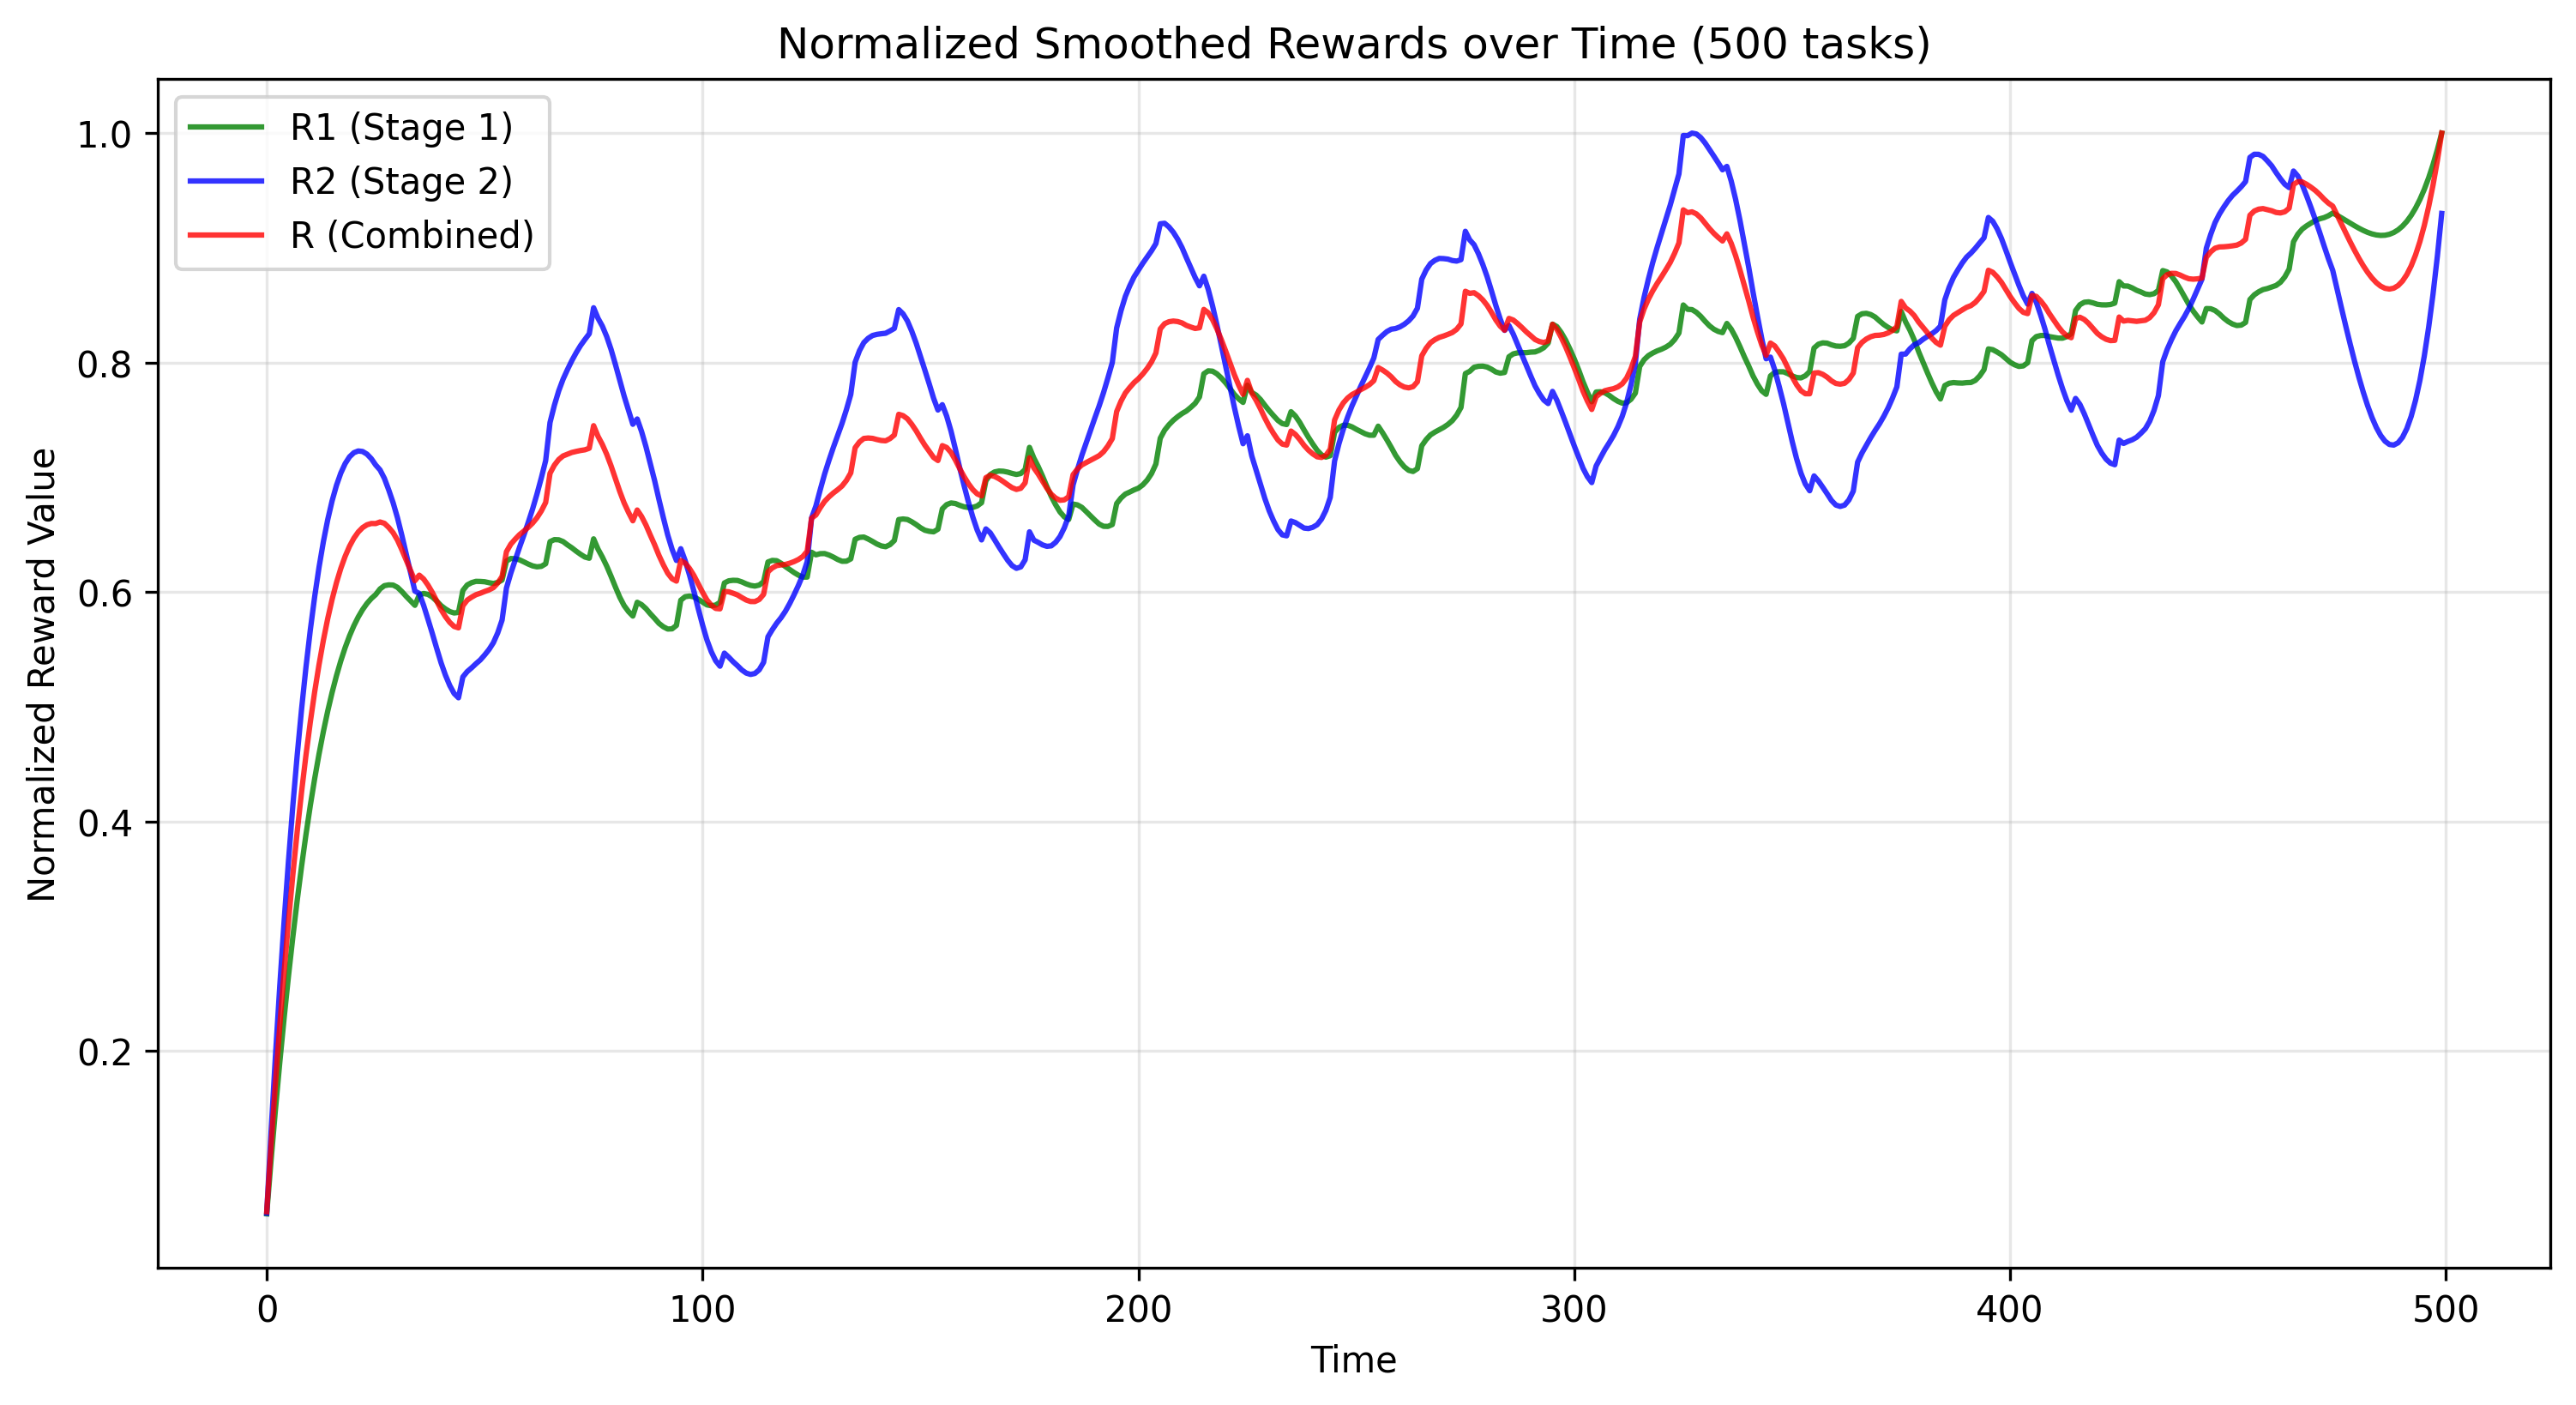 Normalized Smoothed Rewards over Time (500 tasks)
R1 (Stage 1)
R2 (Stage 2)
R (Combined)
Normalized Reward Value
1.0
0.8
0.6
0.4
0.2
0 100 200 300 400 500
Time